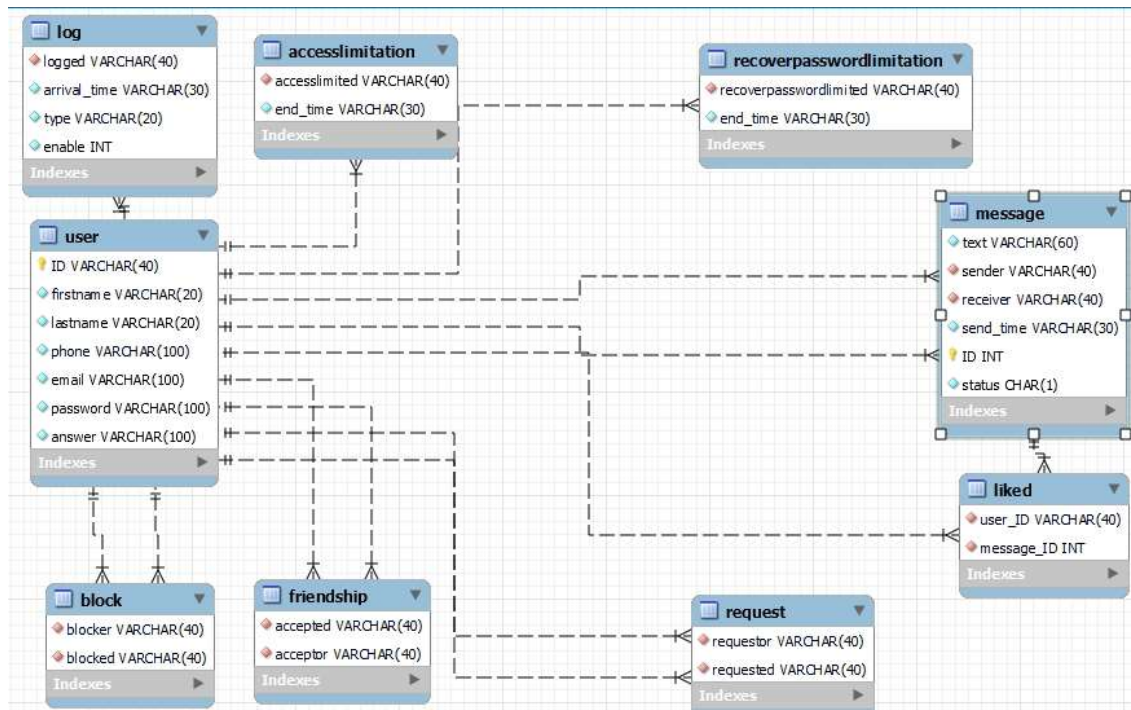 log
logged VARCHAR(40)
arrival_time VARCHAR(30)
type VARCHAR(20)
enable INT
Indexes
accesslimitation
accesslimited VARCHAR(40)
end_time VARCHAR(30)
Indexes
recoverpasswordlimitation
recoverpasswordlimited VARCHAR(40)
end_time VARCHAR(30)
Indexes
user
ID VARCHAR(40)
firstname VARCHAR(20)
lastname VARCHAR(20)
phone VARCHAR(100)
email VARCHAR(100)
password VARCHAR(100)
answer VARCHAR(100)
Indexes
message
text VARCHAR(60)
sender VARCHAR(40)
receiver VARCHAR(40)
send_time VARCHAR(30)
ID INT
status CHAR(1)
Indexes
liked
user_ID VARCHAR(40)
message_ID INT
Indexes
block
blocker VARCHAR(40)
blocked VARCHAR(40)
Indexes
friendship
accepted VARCHAR(40)
acceptor VARCHAR(40)
Indexes
request
requestor VARCHAR(40)
requested VARCHAR(40)
Indexes